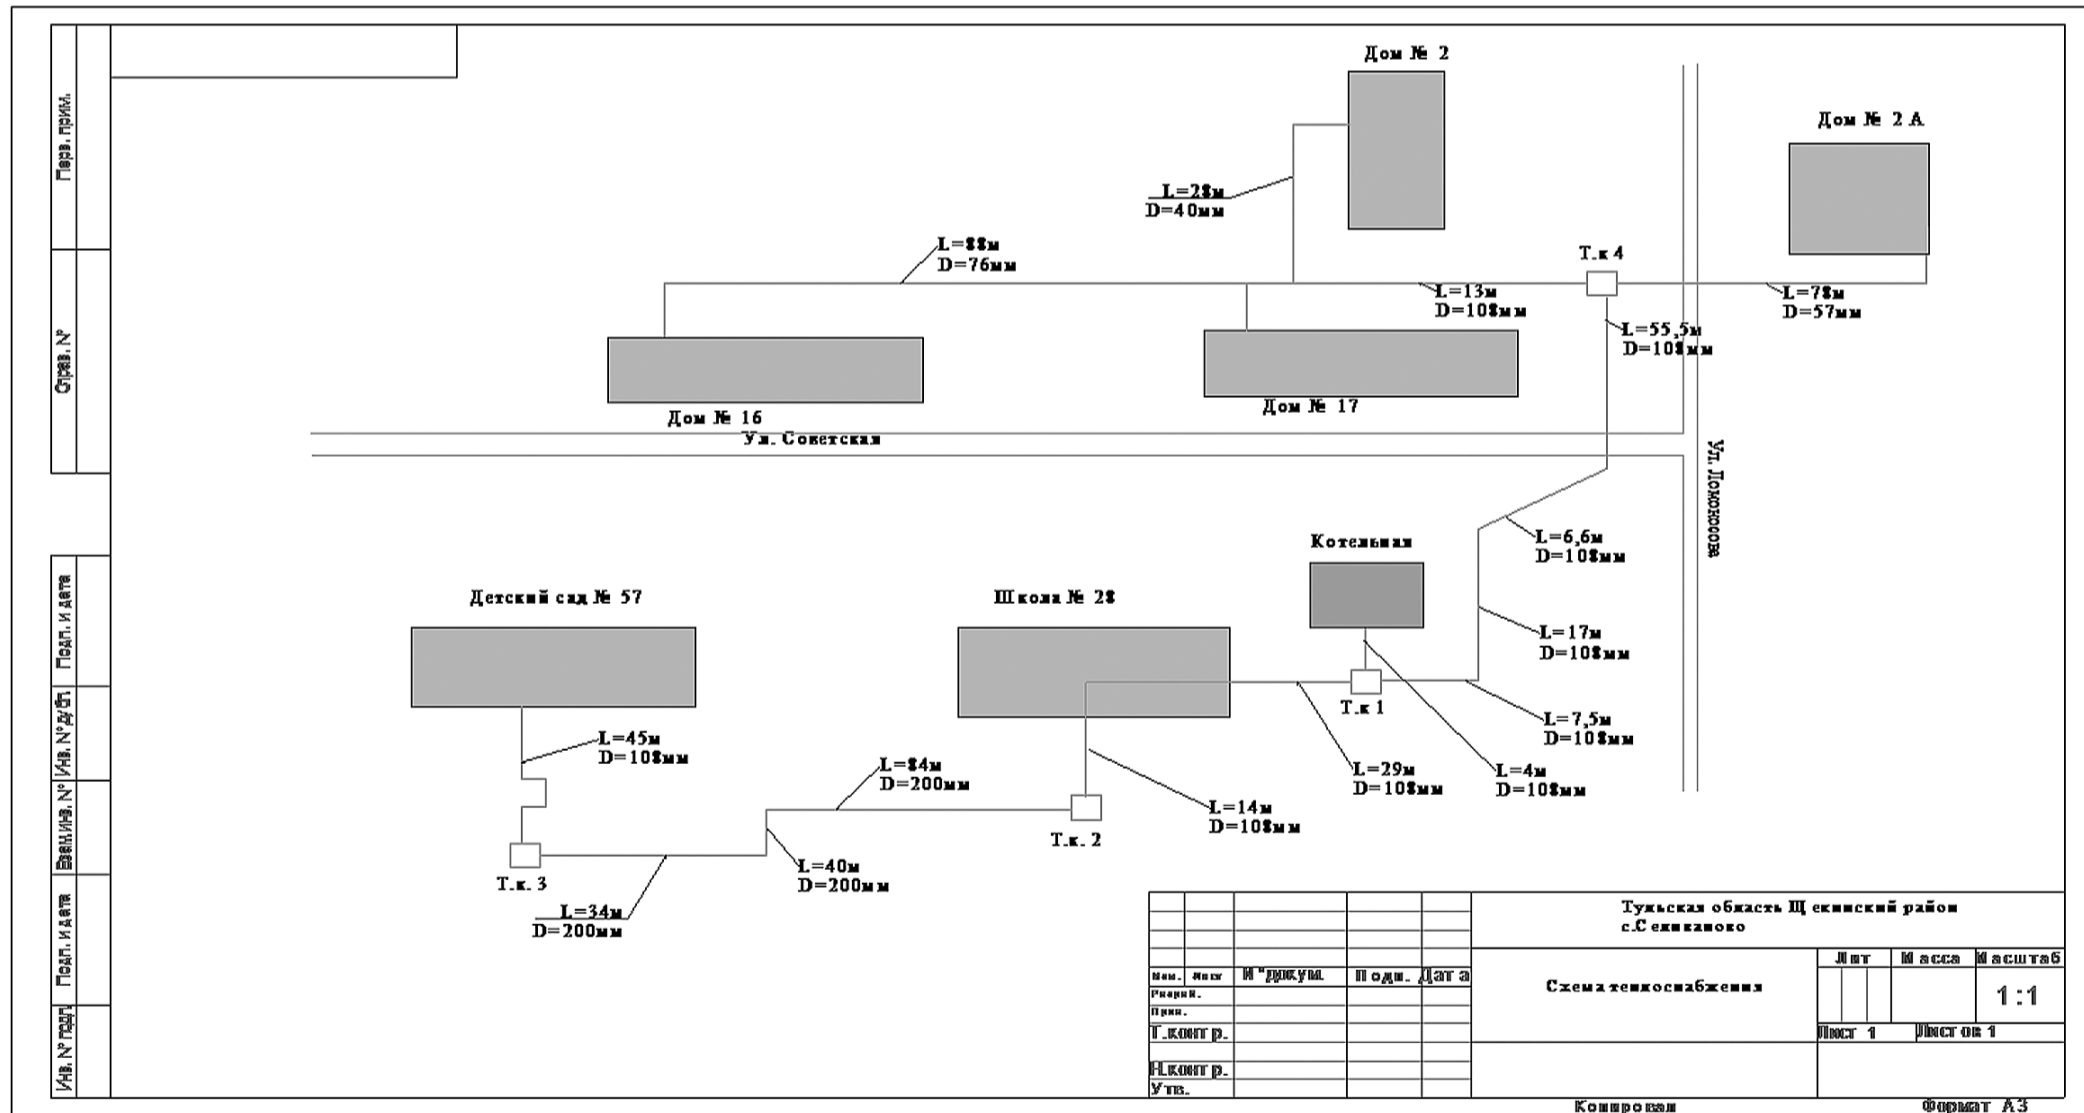 Перв. прим.
Справ. №
Подп. и дата
Инв. № дубл.
Взам.инв. №
Подп. и дата
Инв. № подл.
Дом № 2
Дом № 2 А
L=28м
D=40мм
L=88м
D=76мм
Т.к 4
L=13м
D=108мм
L=78м
D=57мм
L=55,5м
D=108мм
Дом № 16
Дом № 17
Ул. Советская
L=6,6м
D=108мм
Котельная
Детский сад № 57
Школа № 28
L=17м
D=108мм
Т.к 1
L=7,5м
D=108мм
L=45м
D=108мм
L=84м
D=200мм
L=29м
D=108мм
L=4м
D=108мм
L=14м
D=108мм
Т.к. 2
Т.к. 3
L=40м
D=200мм
L=34м
D=200мм
Тульская область Щекинский район
с.Селиваново
Изм. Лист № докум. Подп. Дата
Лит Масса Масштаб
Схема теплоснабжения
Разраб.
1:1
Пров.
Т.контр.
Лист 1 Листов 1
Н.контр.
Утв.
Копировал Формат А3